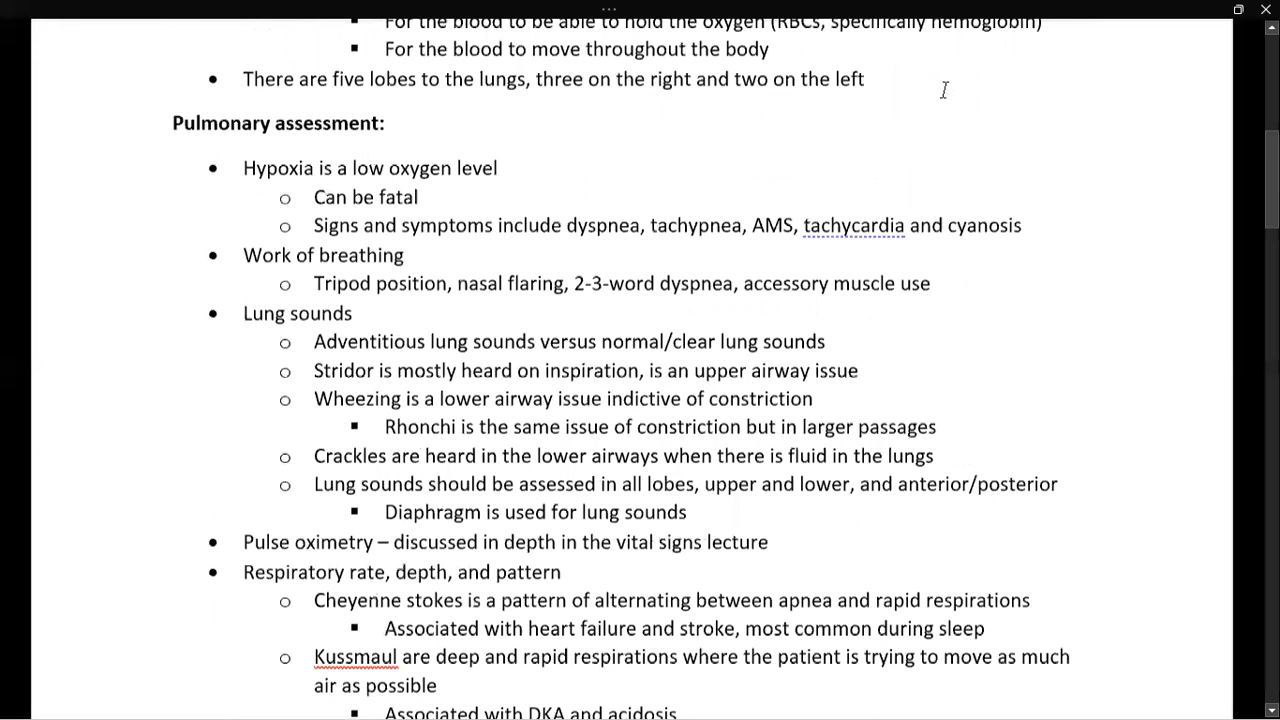 For the blood to be able to hold the oxygen (RBCs, specifically hemoglobin)
For the blood to move throughout the body
There are five lobes to the lungs, three on the right and two on the left
Pulmonary assessment:
Hypoxia is a low oxygen level
Can be fatal
Signs and symptoms include dyspnea, tachypnea, AMS, tachycardia and cyanosis
Work of breathing
Tripod position, nasal flaring, 2-3-word dyspnea, accessory muscle use
Lung sounds
Adventitious lung sounds versus normal/clear lung sounds
Stridor is mostly heard on inspiration, is an upper airway issue
Wheezing is a lower airway issue indictive of constriction
Rhonchi is the same issue of constriction but in larger passages
Crackles are heard in the lower airways when there is fluid in the lungs
Lung sounds should be assessed in all lobes, upper and lower, and anterior/posterior
Diaphragm is used for lung sounds
Pulse oximetry – discussed in depth in the vital signs lecture
Respiratory rate, depth, and pattern
Cheyenne stokes is a pattern of alternating between apnea and rapid respirations
Associated with heart failure and stroke, most common during sleep
Kussmaul are deep and rapid respirations where the patient is trying to move as much
air as possible
Associated with DKA and acidosis